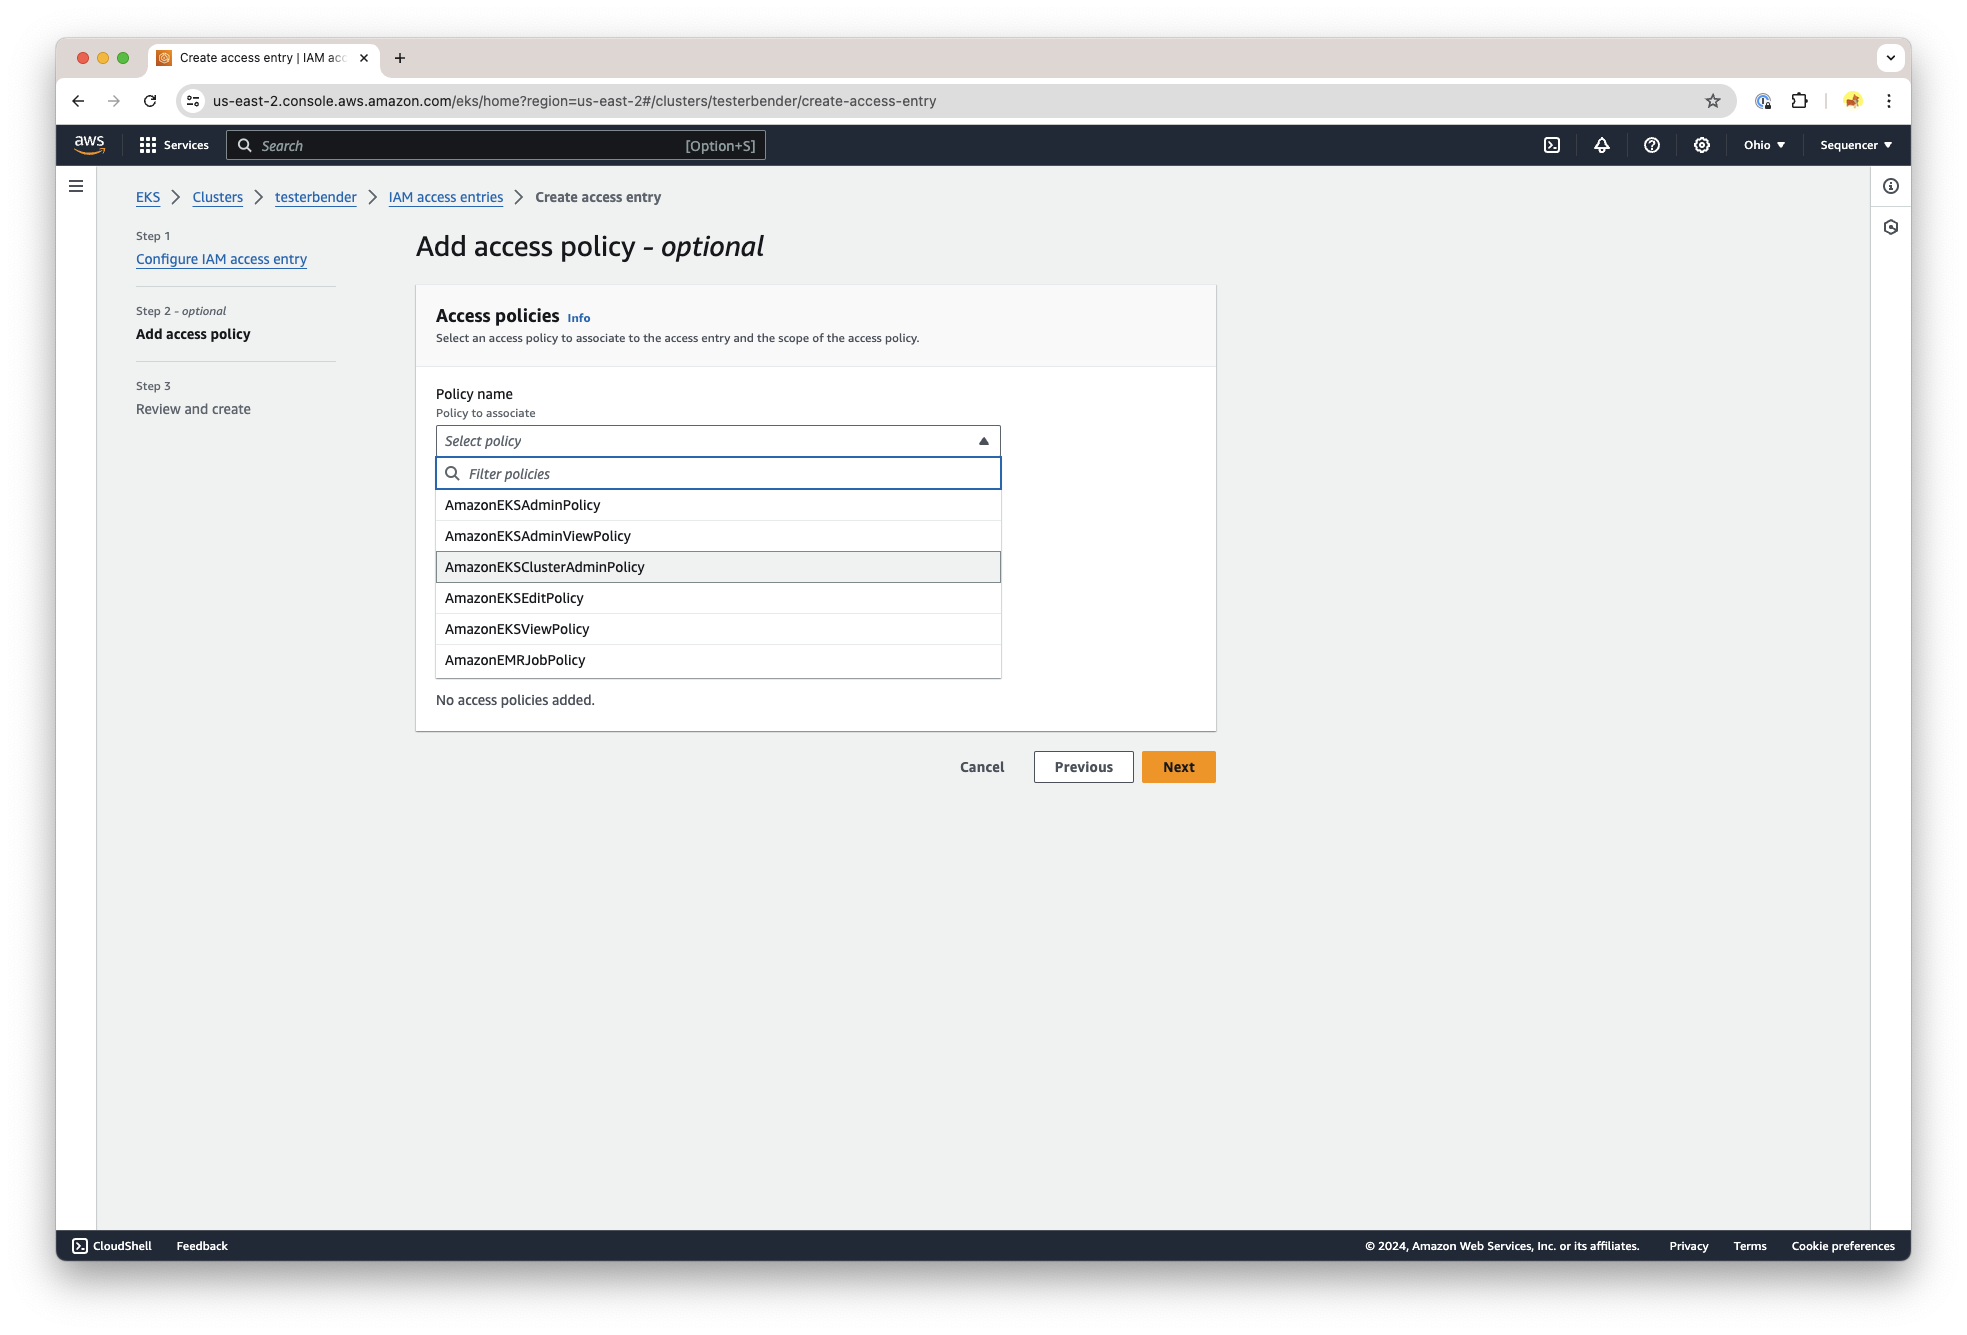 Create access entry | IAM acc
us-east-2.console.aws.amazon.com/eks/home?region=us-east-2#/clusters/testerbender/create-access-entry
aws
Services
Search
[Option+S]
Ohio
Sequencer
EKS
Clusters
testerbender
IAM access entries
Create access entry
Step 1
Configure IAM access entry
Step 2 - optional
Add access policy
Step 3
Review and create
Add access policy - optional
Access policies Info
Select an access policy to associate to the access entry and the scope of the access policy.
Policy name
Policy to associate
Select policy
Filter policies
AmazonEKSAdminPolicy
AmazonEKSAdminViewPolicy
AmazonEKSClusterAdminPolicy
AmazonEKSEditPolicy
AmazonEKSViewPolicy
AmazonEMRJobPolicy
No access policies added.
Cancel
Previous
Next
CloudShell
Feedback
© 2024, Amazon Web Services, Inc. or its affiliates.
Privacy
Terms
Cookie preferences